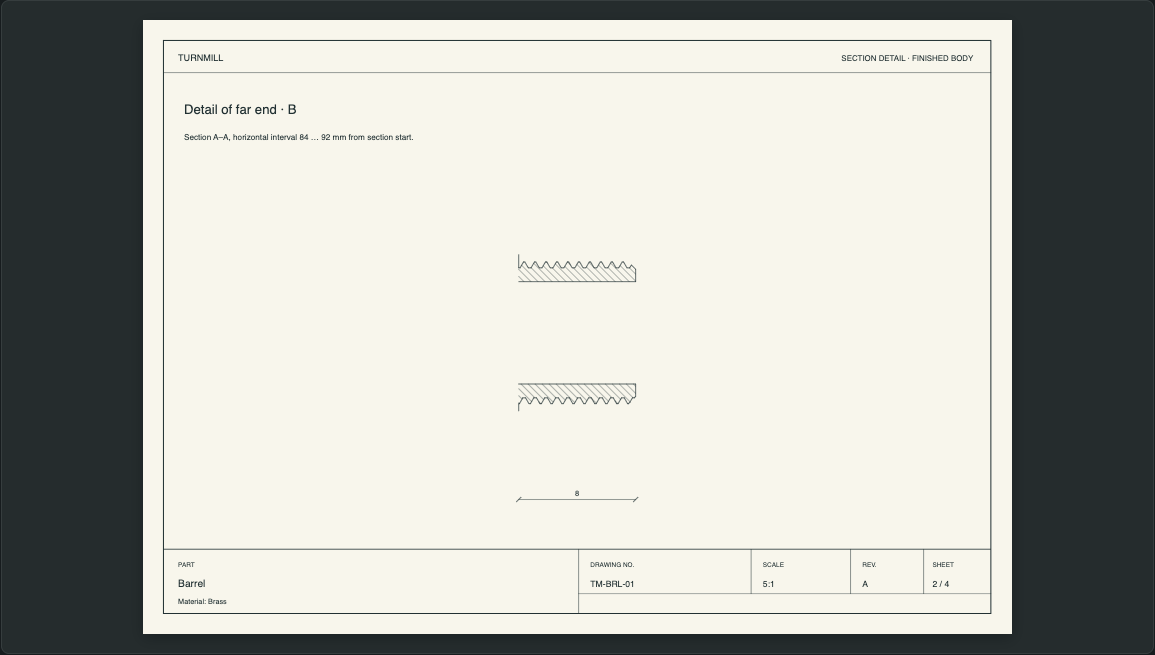 TURNMILL
SECTION DETAIL · FINISHED BODY
Detail of far end · B
Section A–A, horizontal interval 84 … 92 mm from section start.
8
PART
Barrel
Material: Brass
DRAWING NO.
TM-BRL-01
SCALE
5:1
REV.
A
SHEET
2 / 4